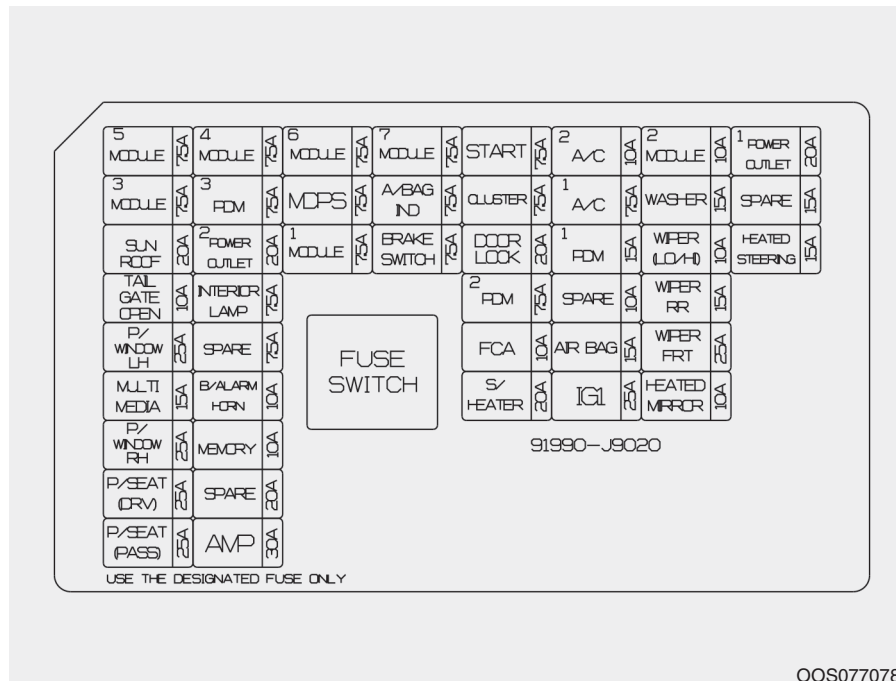 5 MODULE 7.5A 4 MODULE 7.5A 6 MODULE 7.5A 7 MODULE 7.5A START 7.5A 2 A/C 10A 2 MODULE 10A 1 POWER OUTLET 20A
3 MODULE 7.5A 3 PDM 7.5A MDPS 7.5A A/BAG IND 7.5A CLUSTER 7.5A 1 A/C 7.5A WASHER 15A SPARE 15A
SUN ROOF 20A 2 POWER OUTLET 20A 1 MODULE 7.5A BRAKE SWITCH 7.5A DOOR LOCK 20A 1 PDM 15A WIPER (LO/HI) 10A HEATED STEERING 15A
TAIL GATE OPEN 10A INTERIOR LAMP 7.5A 2 PDM 7.5A SPARE 10A WIPER RR 15A
P/WINDOW LH 25A SPARE 7.5A FUSE SWITCH FCA 10A AIR BAG 15A WIPER FRT 25A
MULTI MEDIA 15A B/ALARM HORN 10A S/HEATER 20A IG1 25A HEATED MIRROR 10A
P/WINDOW RH 25A MEMORY 10A 91990-J9020
P/SEAT (DRV) 25A SPARE 20A
P/SEAT (PASS) 25A AMP 30A
USE THE DESIGNATED FUSE ONLY
OOS077078